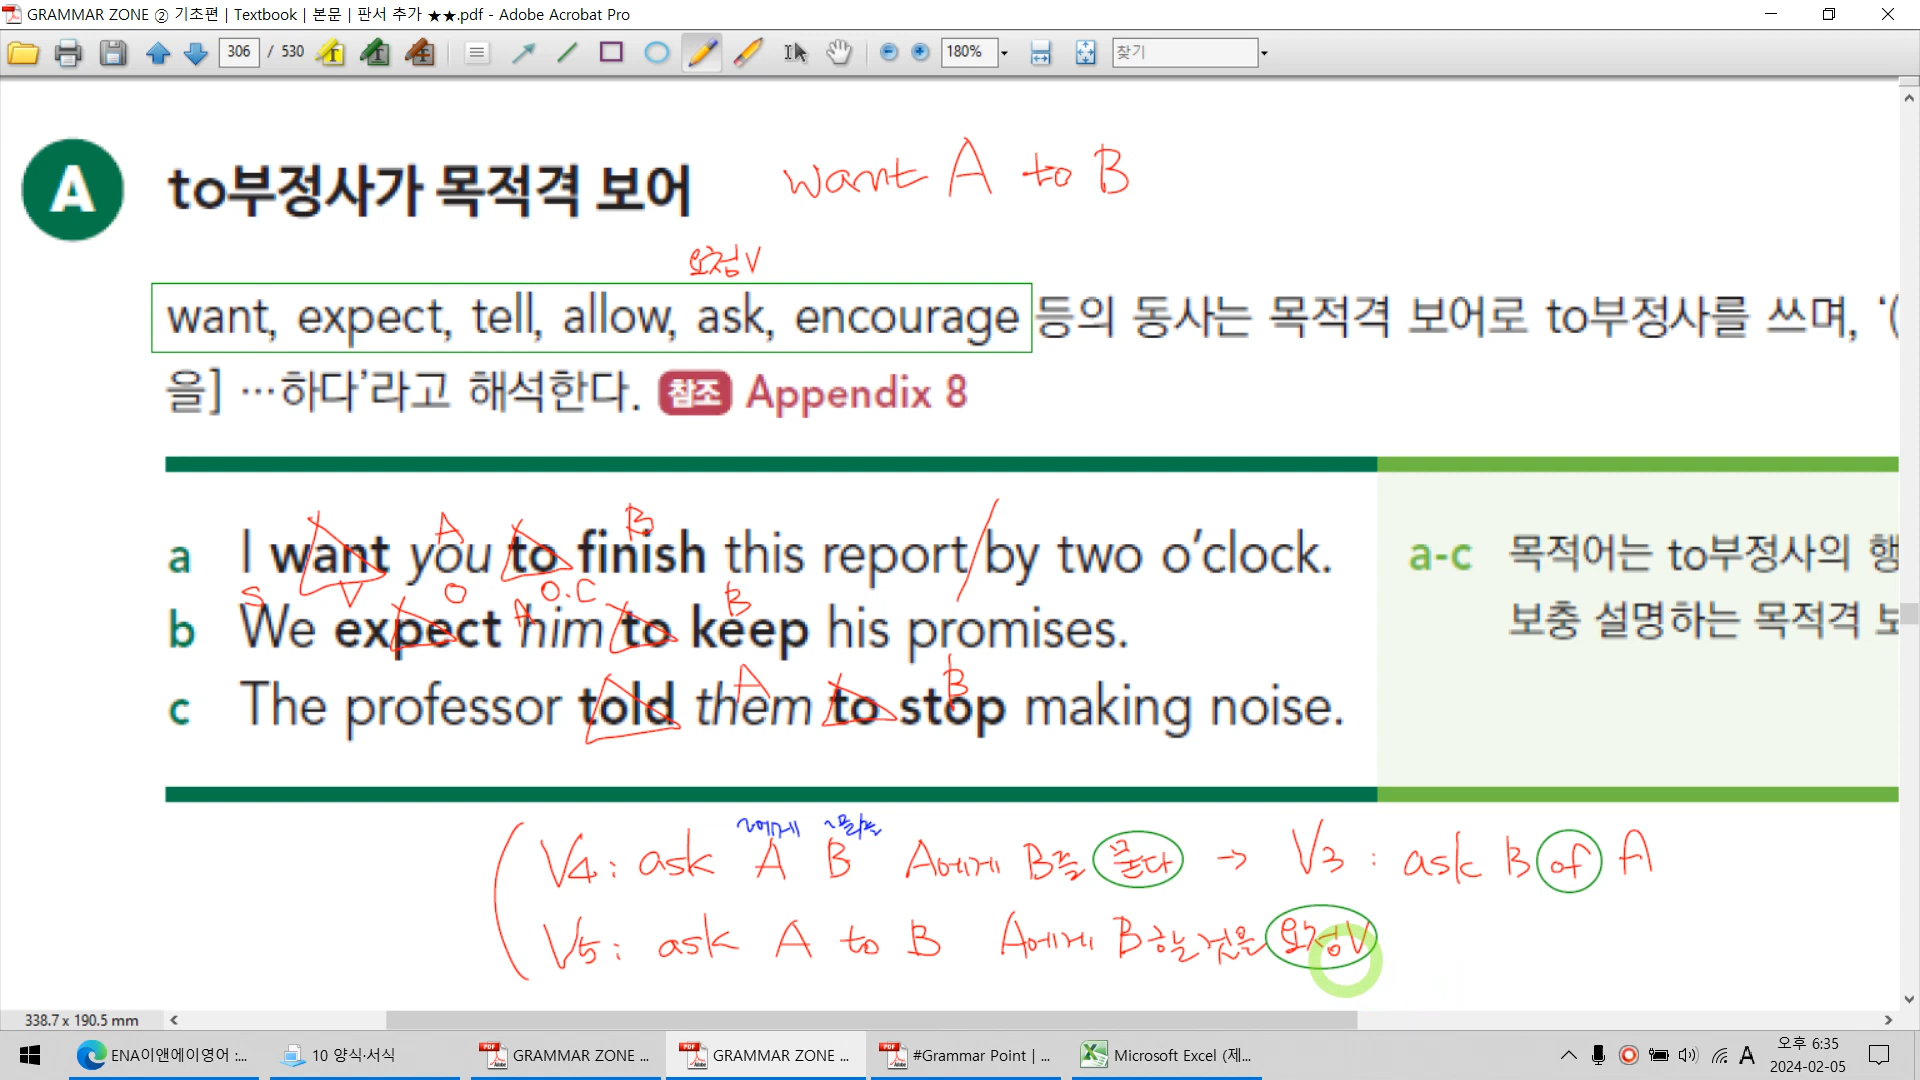 GRAMMAR ZONE ② 기초편 | Textbook | 본문 | 판서 추가 ★★.pdf - Adobe Acrobat Pro
306 / 530 180% 찾기
A to부정사가 목적격 보어 want A to B
요청V
want, expect, tell, allow, ask, encourage 등의 동사는 목적격 보어로 to부정사를 쓰며, ‘(
을] …하다’라고 해석한다. 참조 Appendix 8
A B
a I want you to finish this report / by two o’clock.
S V O O.C
A B
b We expect him to keep his promises.
A B
c The professor told them to stop making noise.
a-c 목적어는 to부정사의 행
보충 설명하는 목적격 보
~에게 ~을
V4 : ask A B A에게 B를 묻다 → V3 : ask B of A
V5 : ask A to B A에게 B하는 것을 요청V
338.7 x 190.5 mm
ENA이앤에이영어 :... 10 양식·서식 GRAMMAR ZONE ... GRAMMAR ZONE ... #Grammar Point | ... Microsoft Excel (제... A 오후 6:35
2024-02-05